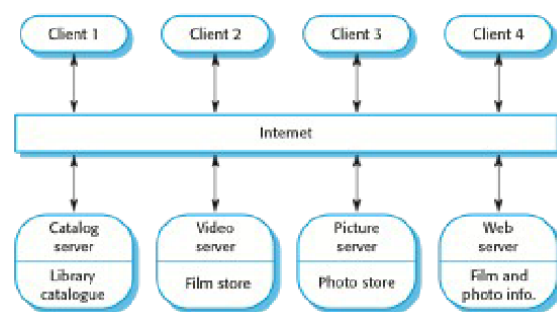 Client 1
Client 2
Client 3
Client 4
Internet
Catalog
server
Library
catalogue
Video
server
Film store
Picture
server
Photo store
Web
server
Film and
photo info.